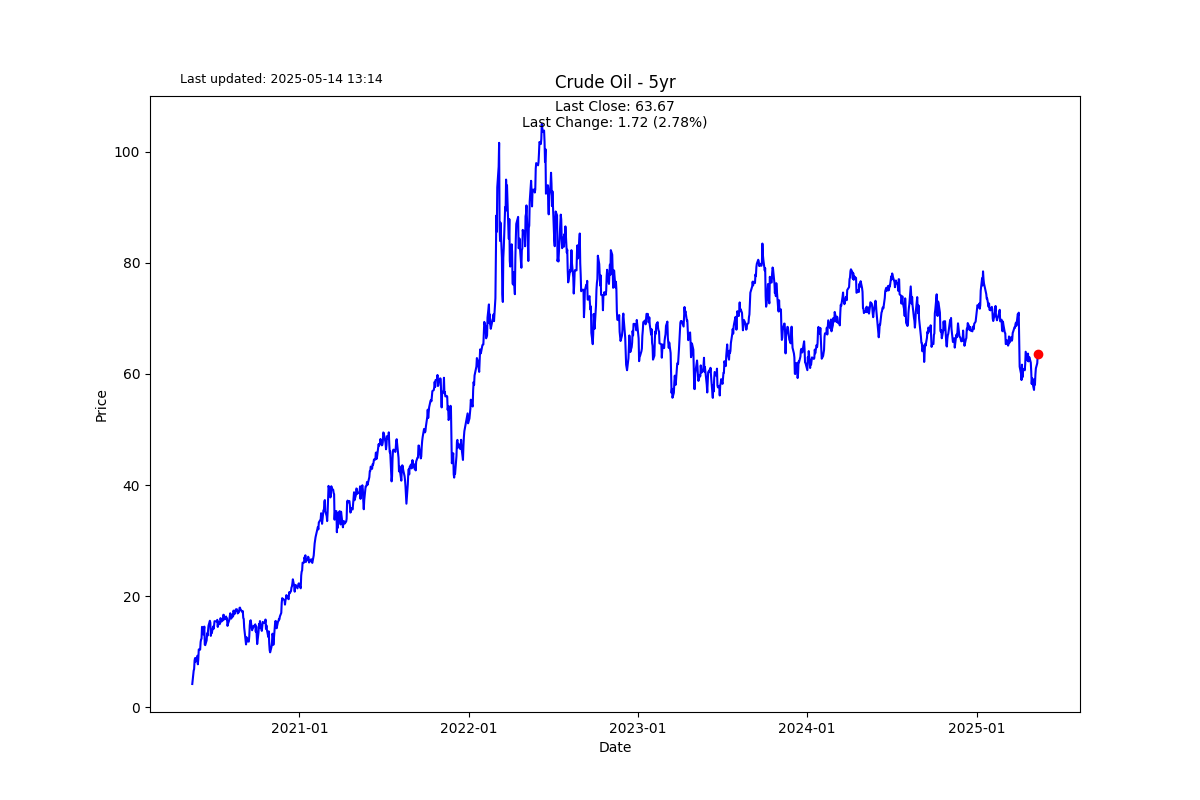 Last updated: 2025-05-14 13:14
Crude Oil - 5yr
Last Close: 63.67
Last Change: 1.72 (2.78%)
100
80
60
40
20
0
Price
2021-01
2022-01
2023-01
2024-01
2025-01
Date